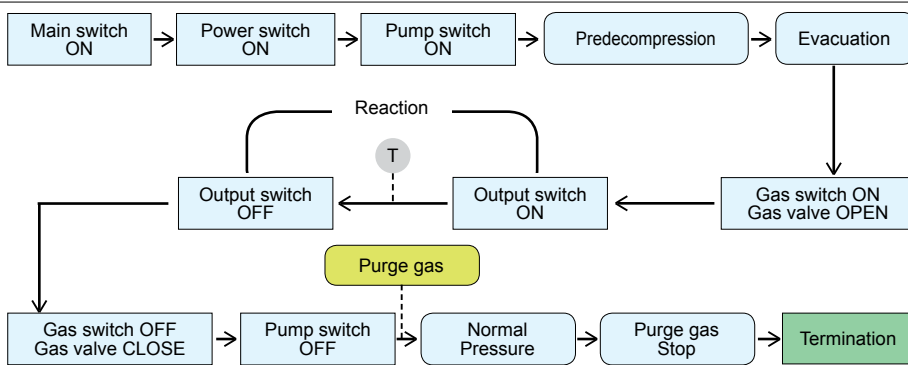 Main switch
ON
Power switch
ON
Pump switch
ON
Predecompression
Evacuation
Reaction
T
Output switch
OFF
Output switch
ON
Gas switch ON
Gas valve OPEN
Purge gas
Gas switch OFF
Gas valve CLOSE
Pump switch
OFF
Normal
Pressure
Purge gas
Stop
Termination